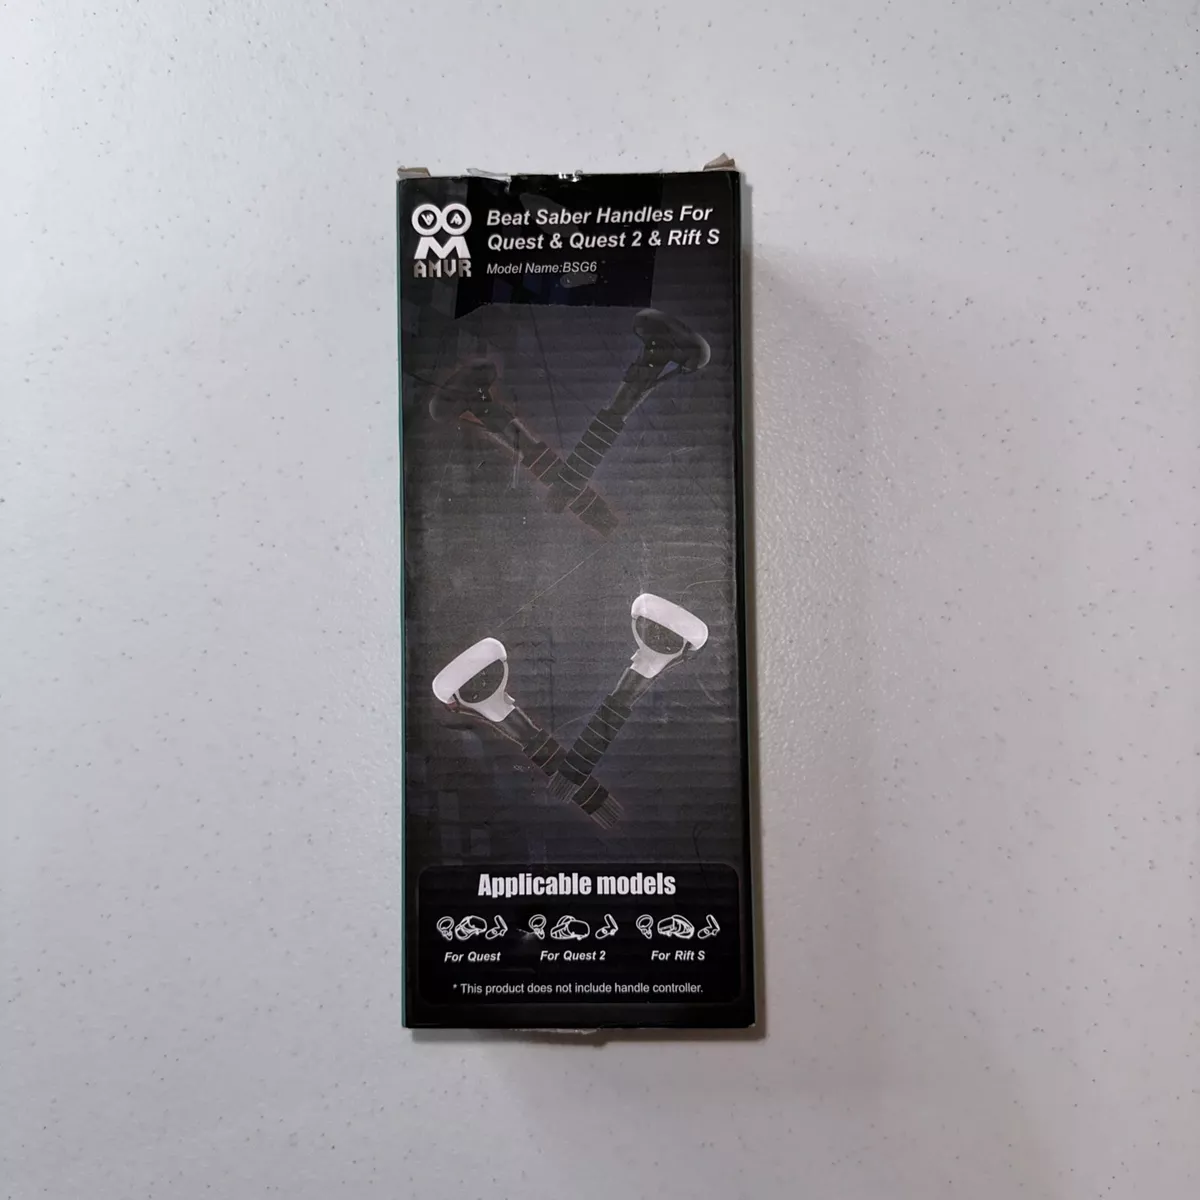 AMVR
Beat Saber Handles For
Quest & Quest 2 & Rift S
Model Name:BSG6
Applicable models
For Quest
For Quest 2
For Rift S
* This product does not include handle controller.